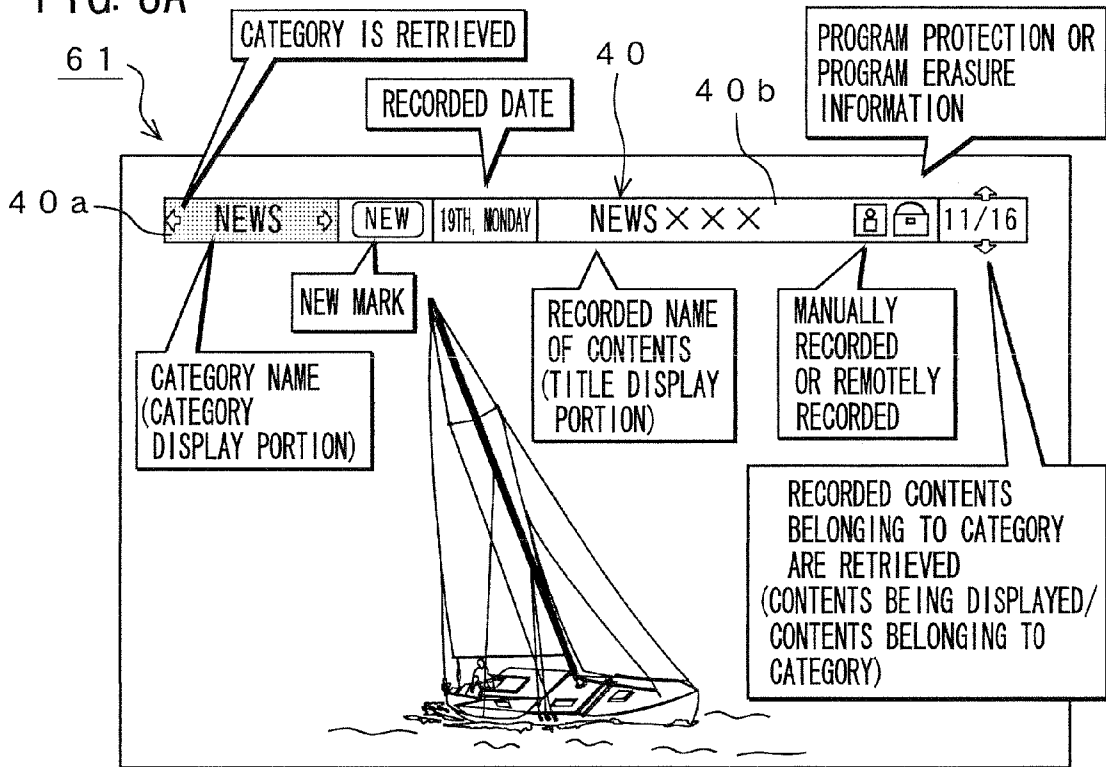 CATEGORY IS RETRIEVED
61
RECORDED DATE
40
40b
PROGRAM PROTECTION OR
PROGRAM ERASURE
INFORMATION
40a
NEWS
NEW
19TH, MONDAY
NEWS×××
11/16
NEW MARK
CATEGORY NAME
(CATEGORY
DISPLAY PORTION)
RECORDED NAME
OF CONTENTS
(TITLE DISPLAY
PORTION)
MANUALLY
RECORDED
OR REMOTELY
RECORDED
RECORDED CONTENTS
BELONGING TO CATEGORY
ARE RETRIEVED
(CONTENTS BEING DISPLAYED/
CONTENTS BELONGING TO
CATEGORY)